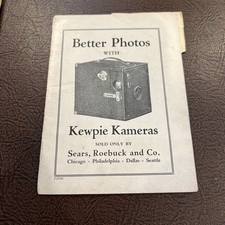 Better Photos
WITH
Kewpie Kameras
SOLD ONLY BY
Sears, Roebuck and Co.
Chicago - Philadelphia - Dallas - Seattle